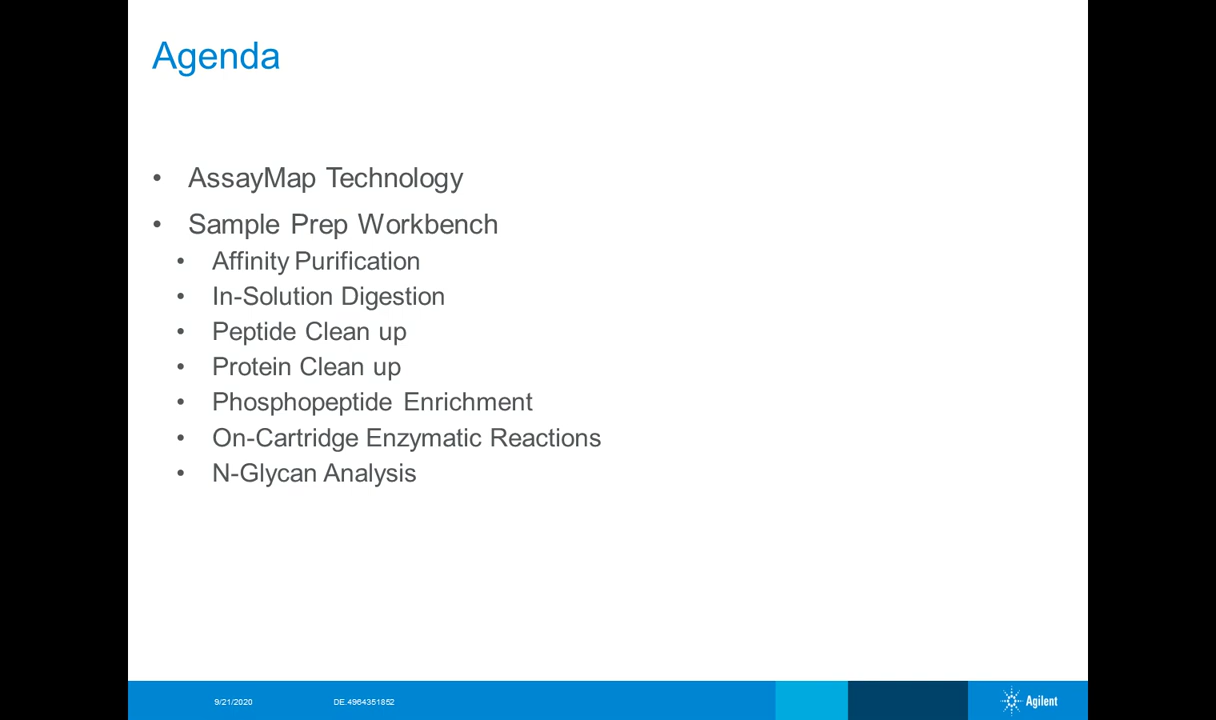 Agenda
• AssayMap Technology
• Sample Prep Workbench
• Affinity Purification
• In-Solution Digestion
• Peptide Clean up
• Protein Clean up
• Phosphopeptide Enrichment
• On-Cartridge Enzymatic Reactions
• N-Glycan Analysis
9/21/2020 DE.4964351852 Agilent